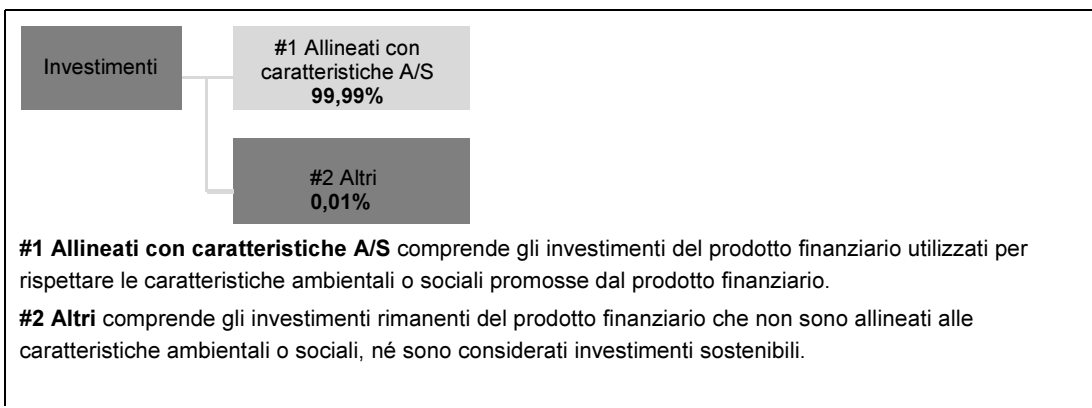 Investimenti
#1 Allineati con
caratteristiche A/S
99,99%
#2 Altri
0,01%
#1 Allineati con caratteristiche A/S comprende gli investimenti del prodotto finanziario utilizzati per
rispettare le caratteristiche ambientali o sociali promosse dal prodotto finanziario.
#2 Altri comprende gli investimenti rimanenti del prodotto finanziario che non sono allineati alle
caratteristiche ambientali o sociali, né sono considerati investimenti sostenibili.